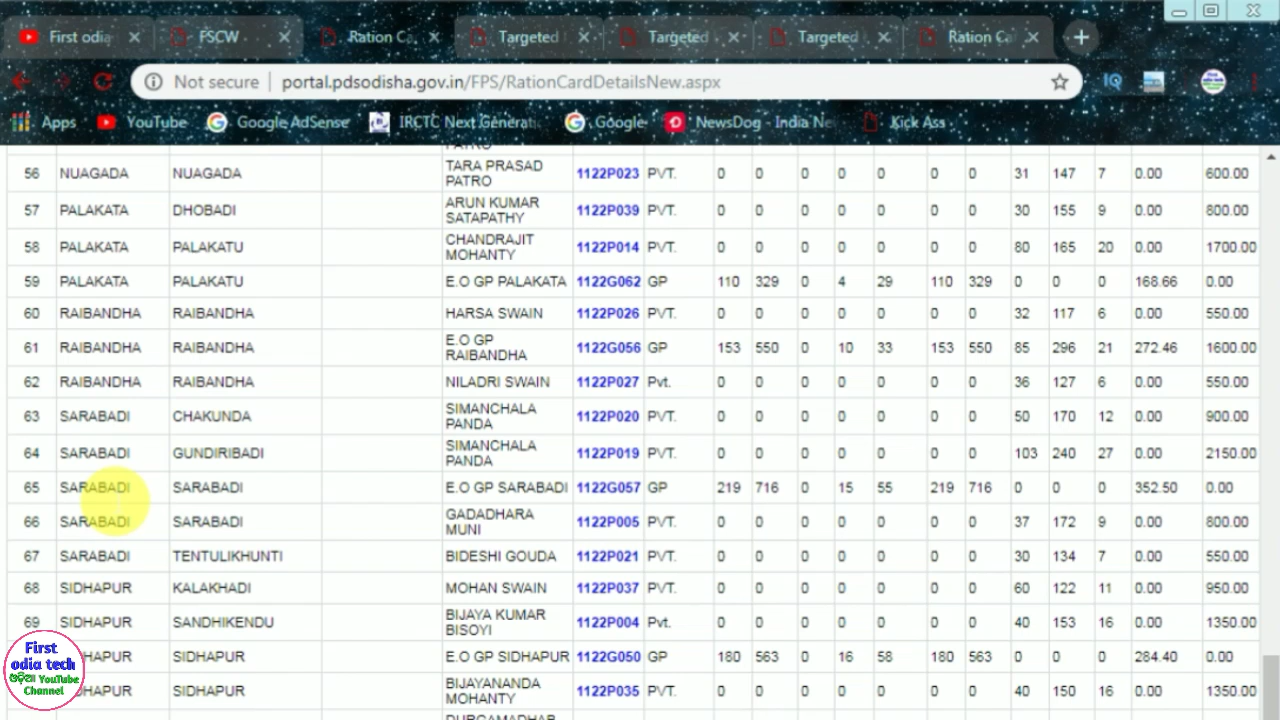 First odia
FSCW
Ration Ca
Targeted
Targeted
Targeted
Ration Ca
Not secure
portal.pdsodisha.gov.in/FPS/RationCardDetailsNew.aspx
Apps YouTube Google AdSense IRCTC Next Generat Google NewsDog - India Ne Kick Ass
PATRO
56 NUAGADA NUAGADA TARA PRASAD PATRO 1122P023 PVT. 0 0 0 0 0 0 0 31 147 7 0.00 600.00
57 PALAKATA DHOBADI ARUN KUMAR SATAPATHY 1122P039 PVT. 0 0 0 0 0 0 0 30 155 9 0.00 800.00
58 PALAKATA PALAKATU CHANDRAJIT MOHANTY 1122P014 PVT. 0 0 0 0 0 0 0 80 165 20 0.00 1700.00
59 PALAKATA PALAKATU E.O GP PALAKATA 1122G062 GP 110 329 0 4 29 110 329 0 0 0 168.66 0.00
60 RAIBANDHA RAIBANDHA HARSA SWAIN 1122P026 PVT. 0 0 0 0 0 0 0 32 117 6 0.00 550.00
61 RAIBANDHA RAIBANDHA E.O GP RAIBANDHA 1122G056 GP 153 550 0 10 33 153 550 85 296 21 272.46 1600.00
62 RAIBANDHA RAIBANDHA NILADRI SWAIN 1122P027 Pvt. 0 0 0 0 0 0 0 36 127 6 0.00 550.00
63 SARABADI CHAKUNDA SIMANCHALA PANDA 1122P020 PVT. 0 0 0 0 0 0 0 50 170 12 0.00 900.00
64 SARABADI GUNDIRIBADI SIMANCHALA PANDA 1122P019 PVT. 0 0 0 0 0 0 0 103 240 27 0.00 2150.00
65 SARABADI SARABADI E.O GP SARABADI 1122G057 GP 219 716 0 15 55 219 716 0 0 0 352.50 0.00
66 SARABADI SARABADI GADADHARA MUNI 1122P005 PVT. 0 0 0 0 0 0 0 37 172 9 0.00 800.00
67 SARABADI TENTULIKHUNTI BIDESHI GOUDA 1122P021 PVT. 0 0 0 0 0 0 0 30 134 7 0.00 550.00
68 SIDHAPUR KALAKHADI MOHAN SWAIN 1122P037 PVT. 0 0 0 0 0 0 0 60 122 11 0.00 950.00
69 SIDHAPUR SANDHIKENDU BIJAYA KUMAR BISOYI 1122P004 Pvt. 0 0 0 0 0 0 0 40 153 16 0.00 1350.00
DHAPUR SIDHAPUR E.O GP SIDHAPUR 1122G050 GP 180 563 0 16 58 180 563 0 0 0 284.40 0.00
DHAPUR SIDHAPUR BIJAYANANDA MOHANTY 1122P035 PVT. 0 0 0 0 0 0 0 40 150 16 0.00 1350.00
DURGAMADHAB
First
odia tech
ଓଡ଼ିଆ YouTube
Channel